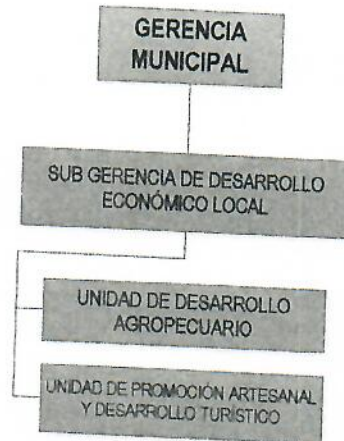 GERENCIA
MUNICIPAL
SUB GERENCIA DE DESARROLLO
ECONÓMICO LOCAL
UNIDAD DE DESARROLLO
AGROPECUARIO
UNIDAD DE PROMOCIÓN ARTESANAL
Y DESARROLLO TURÍSTICO